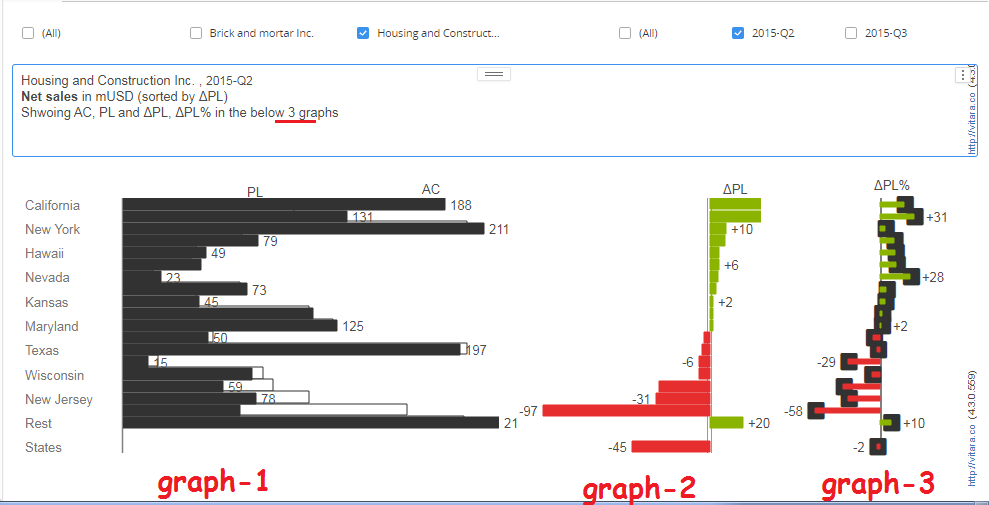 (All) Brick and mortar Inc. Housing and Construct... (All) 2015-Q2 2015-Q3
Housing and Construction Inc. , 2015-Q2
Net sales in mUSD (sorted by ΔPL)
Shwoing AC, PL and ΔPL, ΔPL% in the below 3 graphs
http://vitara.co (4.3.0
PL AC ΔPL ΔPL%
California 188
131 +31
New York 211 +10
79
Hawaii 49 +6
Nevada 23 +28
73
Kansas 45 +2
Maryland 125 +2
50
Texas 197
15 -6 -29
Wisconsin
59
New Jersey 78 -31
-97 -58
Rest 21 +20 +10
States -45 -2
http://vitara.co (4.3.0.559)
graph-1 graph-2 graph-3